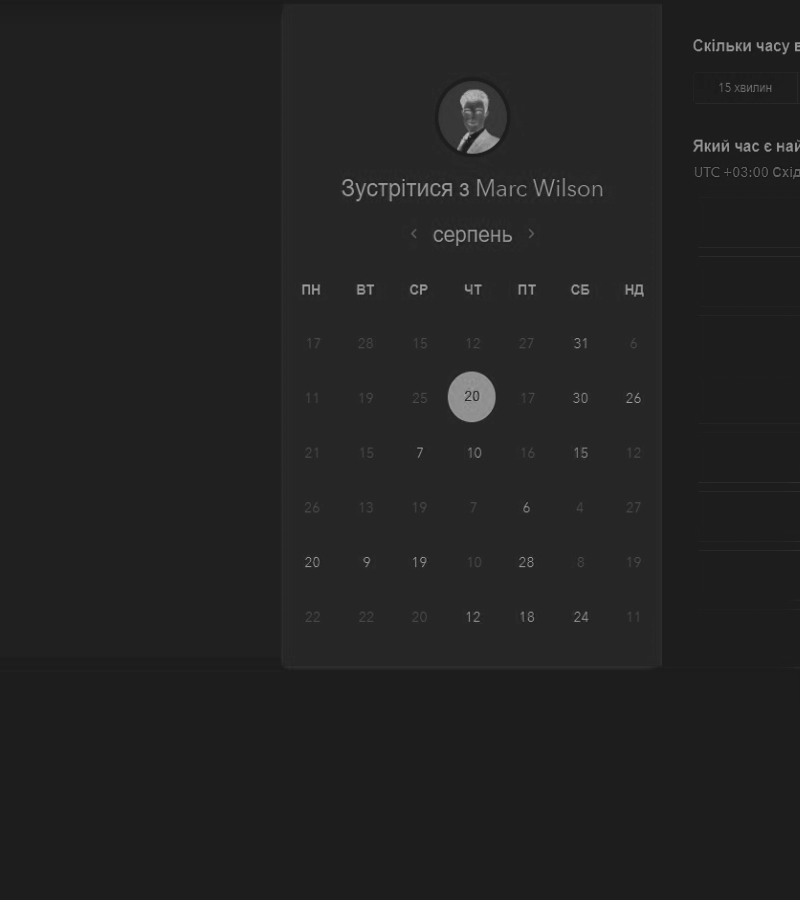 Зустрітися з Marc Wilson
‹ серпень ›
ПН ВТ СР ЧТ ПТ СБ НД
17 28 15 12 27 31 6
11 19 25 20 17 30 26
21 15 7 10 16 15 12
26 13 19 7 6 4 27
20 9 19 10 28 8 19
22 22 20 12 18 24 11
Скільки часу в
15 хвилин
Який час є най
UTC +03:00 Схід